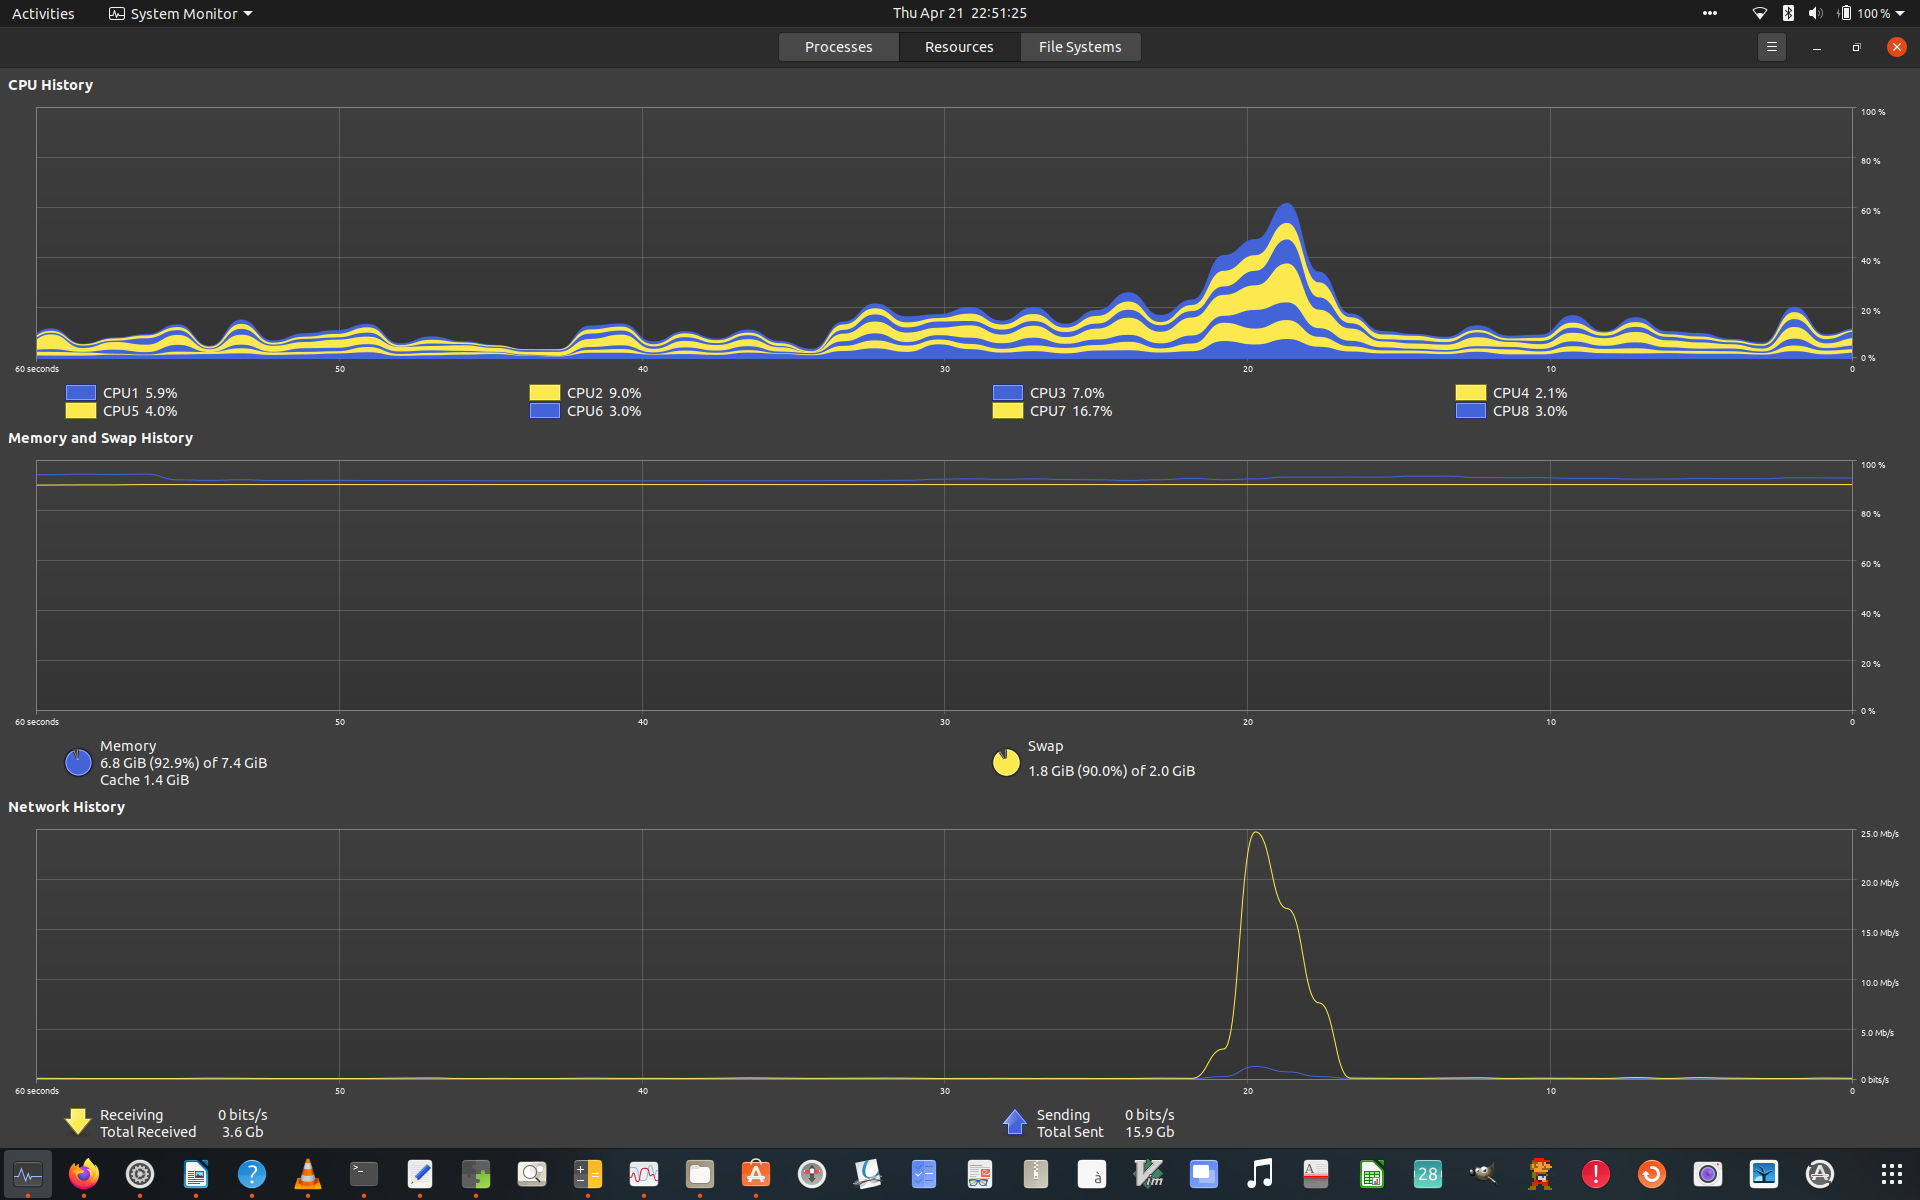 Activities System Monitor Thu Apr 21 22:51:25 100 %
Processes Resources File Systems
CPU History
100 %
80 %
60 %
40 %
20 %
0 %
60 seconds 50 40 30 20 10 0
CPU1 5.9% CPU2 9.0% CPU3 7.0% CPU4 2.1%
CPU5 4.0% CPU6 3.0% CPU7 16.7% CPU8 3.0%
Memory and Swap History
100 %
80 %
60 %
40 %
20 %
0 %
60 seconds 50 40 30 20 10 0
Memory Swap
6.8 GiB (92.9%) of 7.4 GiB 1.8 GiB (90.0%) of 2.0 GiB
Cache 1.4 GiB
Network History
25.0 Mb/s
20.0 Mb/s
15.0 Mb/s
10.0 Mb/s
5.0 Mb/s
0 bits/s
60 seconds 50 40 30 20 10 0
Receiving 0 bits/s Sending 0 bits/s
Total Received 3.6 Gb Total Sent 15.9 Gb
? >_ A à Vim A 28 !